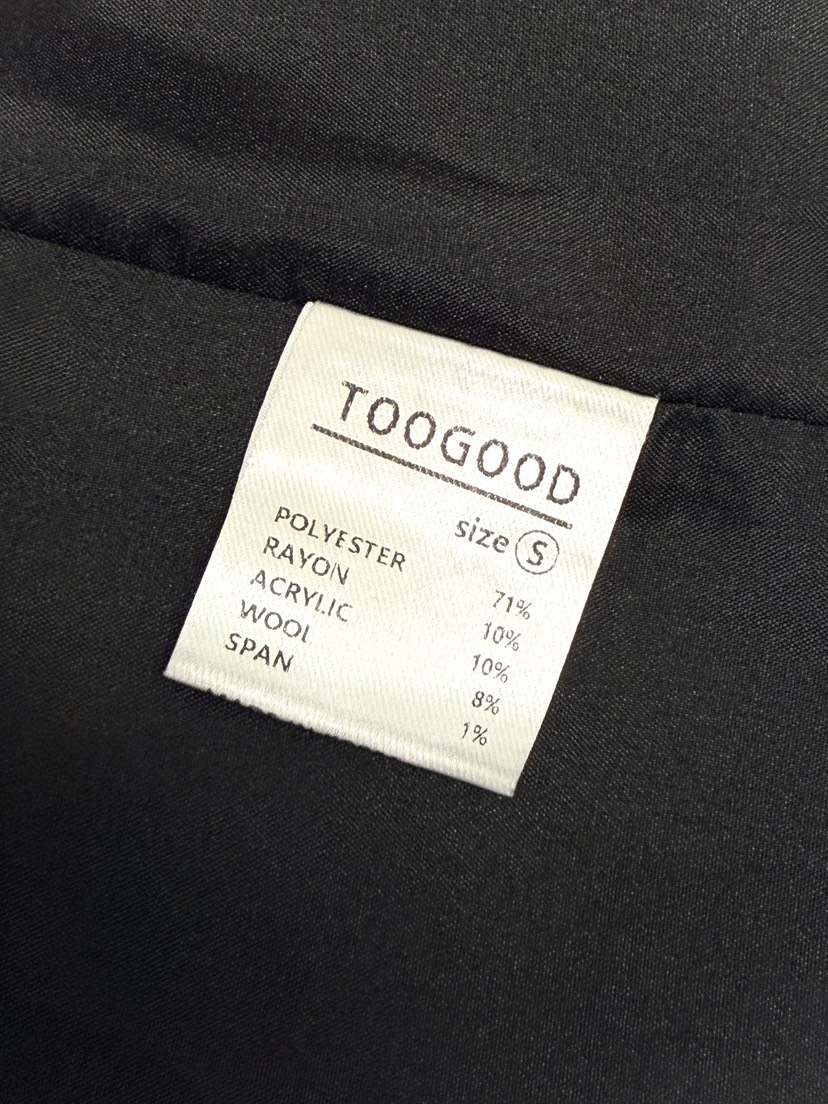 TOOGOOD
size S
POLYESTER 71%
RAYON 10%
ACRYLIC 10%
WOOL 8%
SPAN 1%